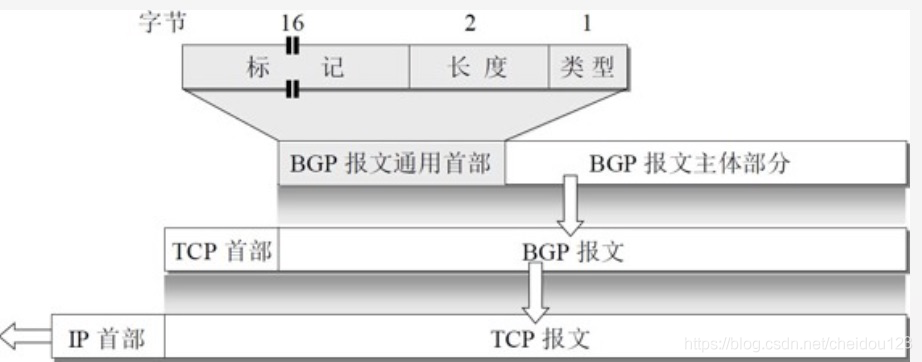 字节 16 2 1
标 记 长 度 类 型
BGP 报文通用首部 BGP 报文主体部分
TCP 首部 BGP 报文
IP 首部 TCP 报文
https://blog.csdn.net/cheidou123